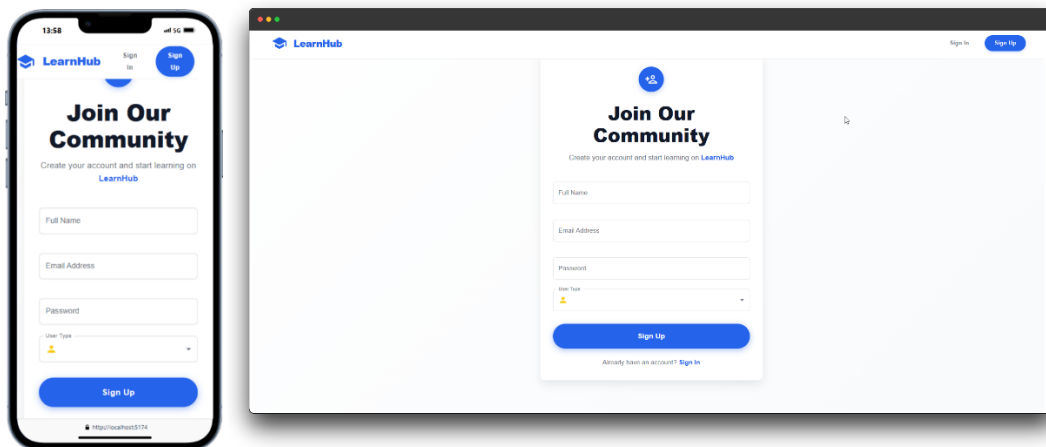 13:58
5G
LearnHub
Sign In
Sign Up
Join Our
Community
Create your account and start learning on
LearnHub
Full Name
Email Address
Password
User Type
Sign Up
http://localhost:5174
LearnHub
Sign In
Sign Up
Join Our
Community
Create your account and start learning on LearnHub
Full Name
Email Address
Password
User Type
Sign Up
Already have an account? Sign In